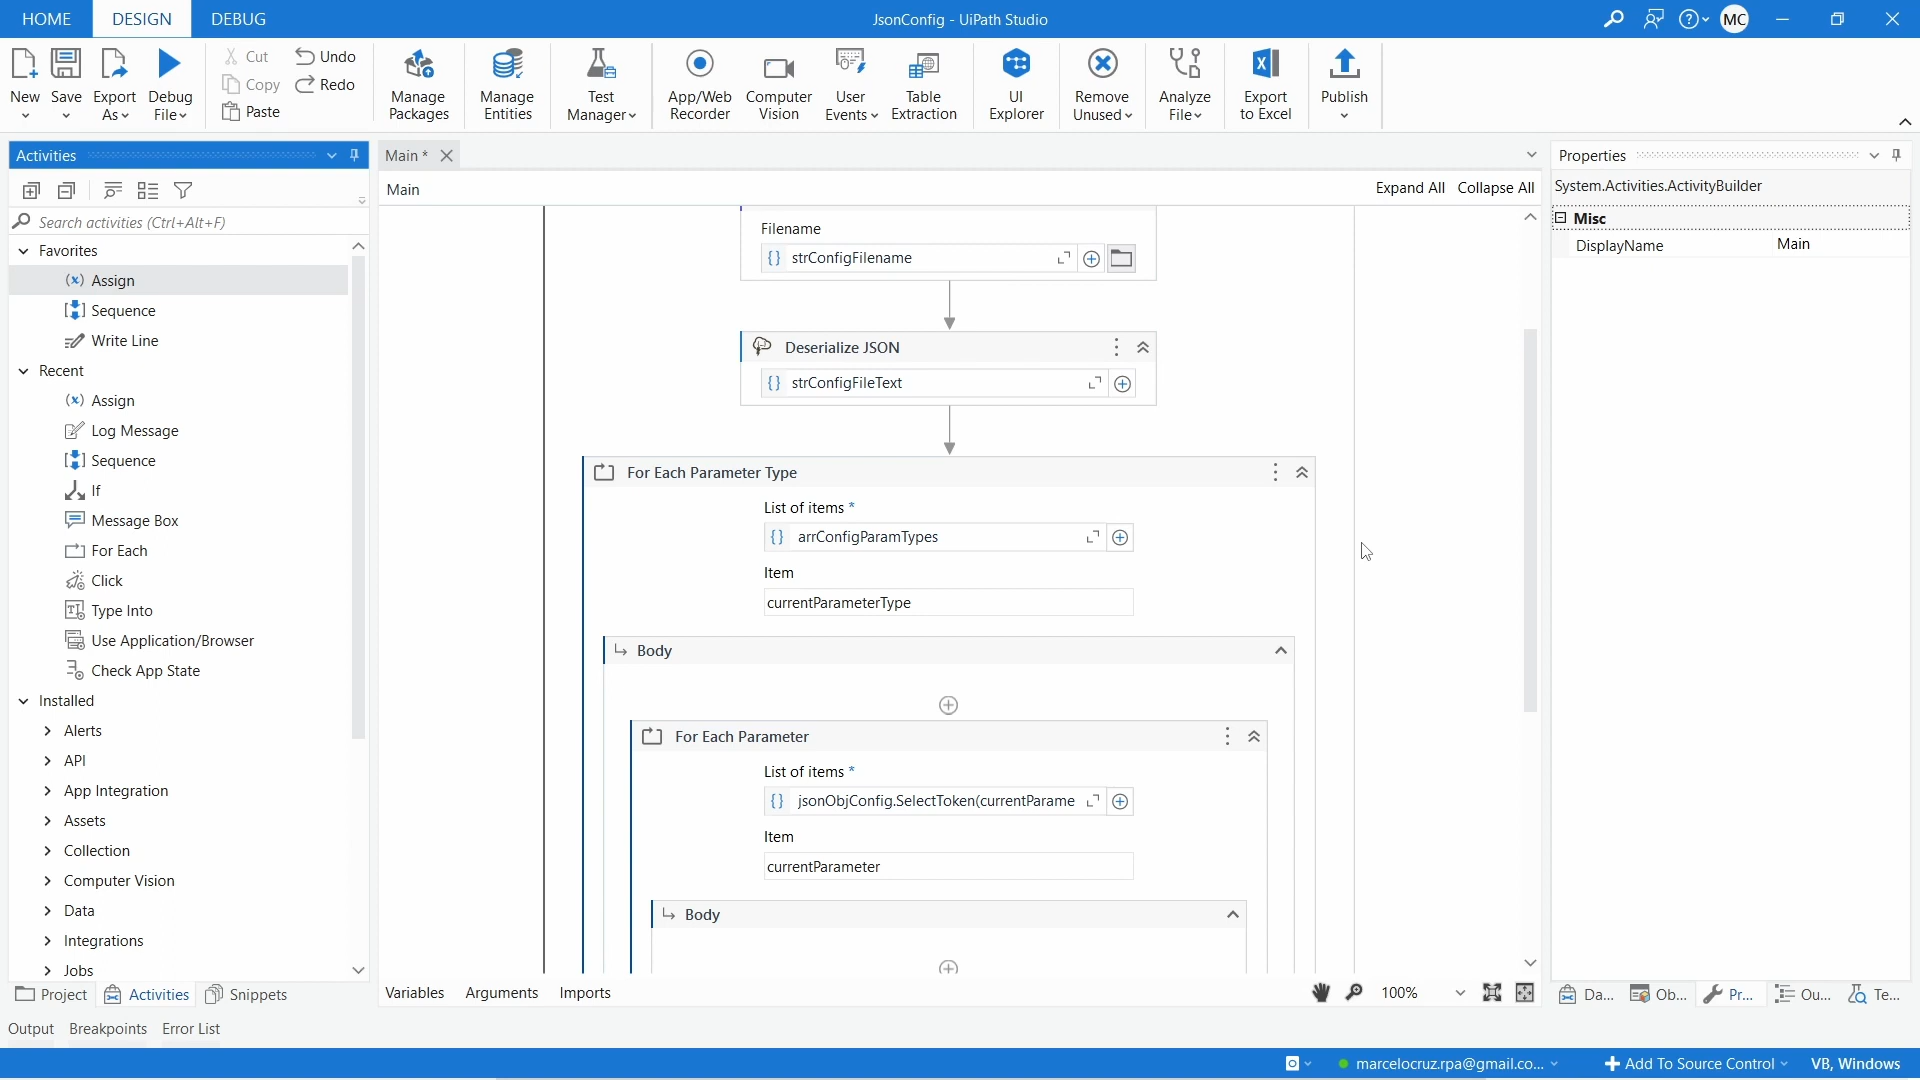 HOME DESIGN DEBUG JsonConfig - UiPath Studio MC
New Save Export As Debug File Cut Copy Paste Undo Redo Manage Packages Manage Entities Test Manager App/Web Recorder Computer Vision User Events Table Extraction UI Explorer Remove Unused Analyze File Export to Excel Publish
Activities
Search activities (Ctrl+Alt+F)
Favorites
Assign
Sequence
Write Line
Recent
Assign
Log Message
Sequence
If
Message Box
For Each
Click
Type Into
Use Application/Browser
Check App State
Installed
Alerts
API
App Integration
Assets
Collection
Computer Vision
Data
Integrations
Jobs
Project Activities Snippets
Main *
Main Expand All Collapse All
Filename
{} strConfigFilename
Deserialize JSON
{} strConfigFileText
For Each Parameter Type
List of items *
{} arrConfigParamTypes
Item
currentParameterType
Body
For Each Parameter
List of items *
{} jsonObjConfig.SelectToken(currentParame
Item
currentParameter
Body
Variables Arguments Imports 100%
Properties
System.Activities.ActivityBuilder
Misc
DisplayName Main
Da... Ob... Pr... Ou... Te...
Output Breakpoints Error List
marcelocruz.rpa@gmail.co... Add To Source Control VB, Windows